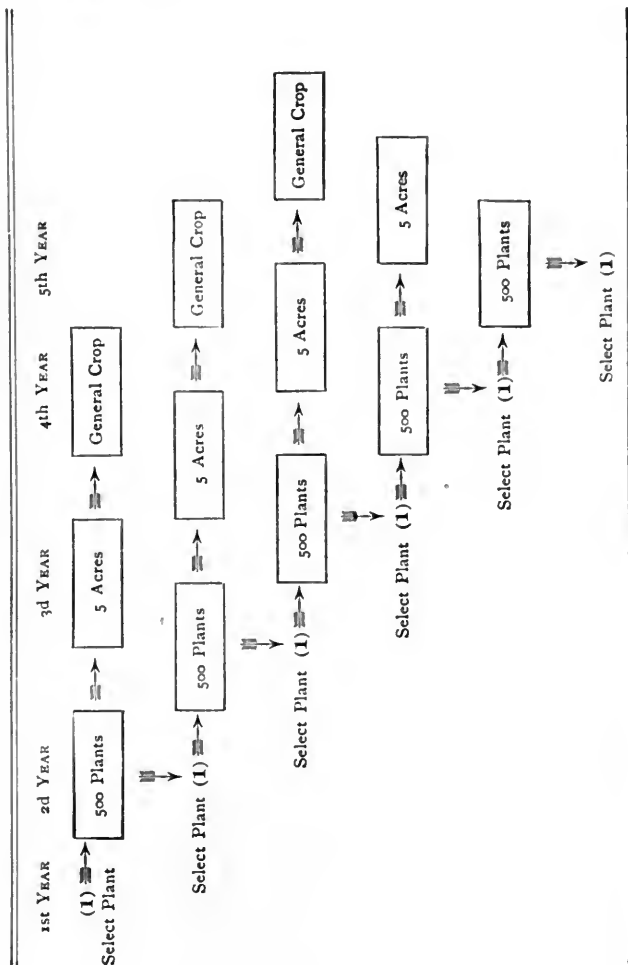 1st YEAR 2d YEAR 3d YEAR 4th YEAR 5th YEAR
(1) 500 Plants 5 Acres General Crop
Select Plant
Select Plant (1) 500 Plants 5 Acres General Crop
Select Plant (1) 500 Plants 5 Acres General Crop
Select Plant (1) 500 Plants 5 Acres
Select Plant (1) 500 Plants
Select Plant (1)